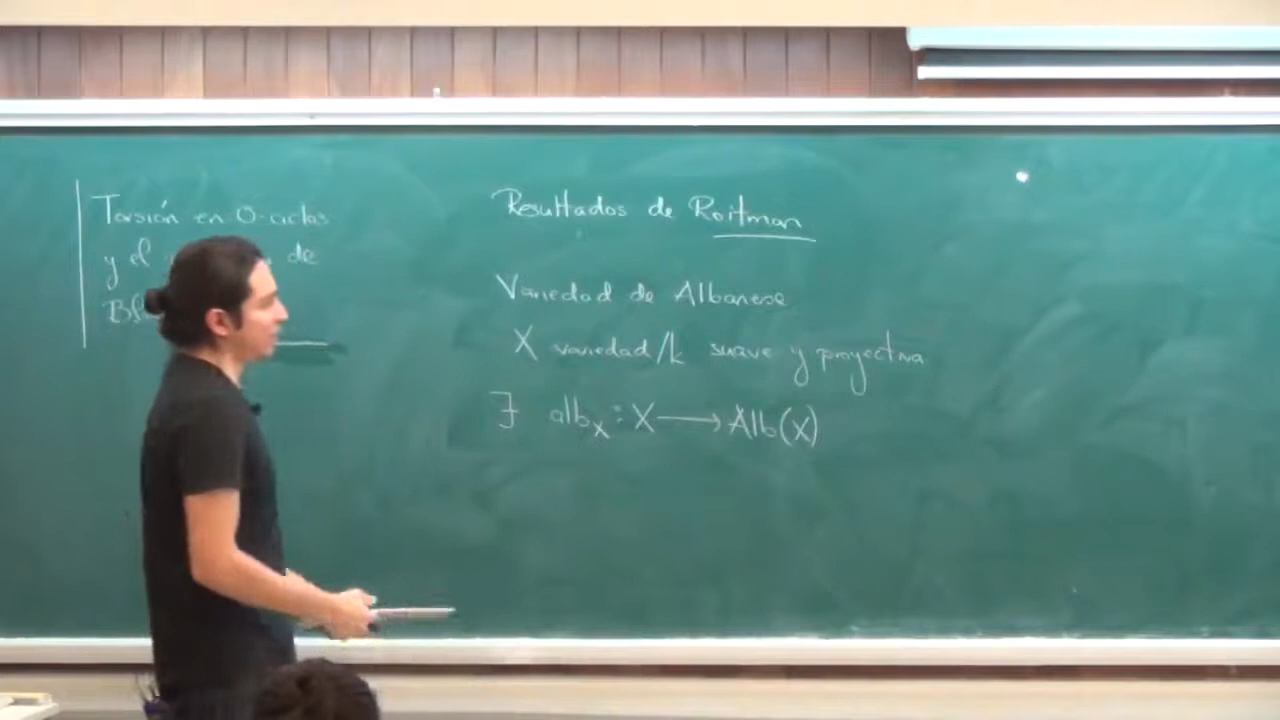 Torsión en 0-ciclos
y el de
Resultados de Roitman
Variedad de Albanese
X variedad/k suave y proyectiva
∃ alb_X : X ⟶ Alb(X)